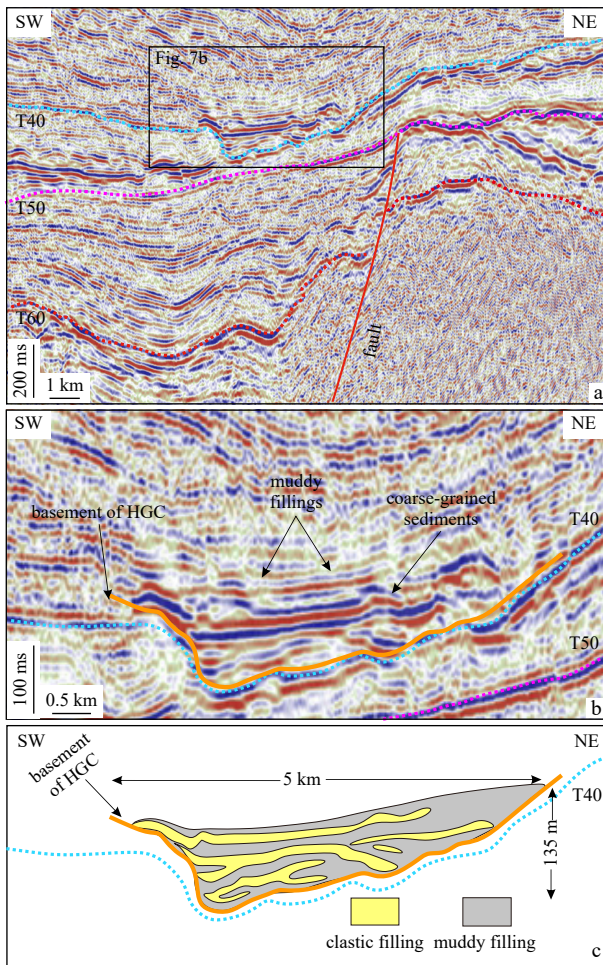 SW
NE
Fig. 7b
T40
T50
T60
fault
200 ms
1 km
a
SW
NE
muddy
fillings
basement of HGC
coarse-grained
sediments
T40
T50
100 ms
0.5 km
b
SW
NE
basement
of HGC
5 km
T40
135 m
clastic filling
muddy filling
c